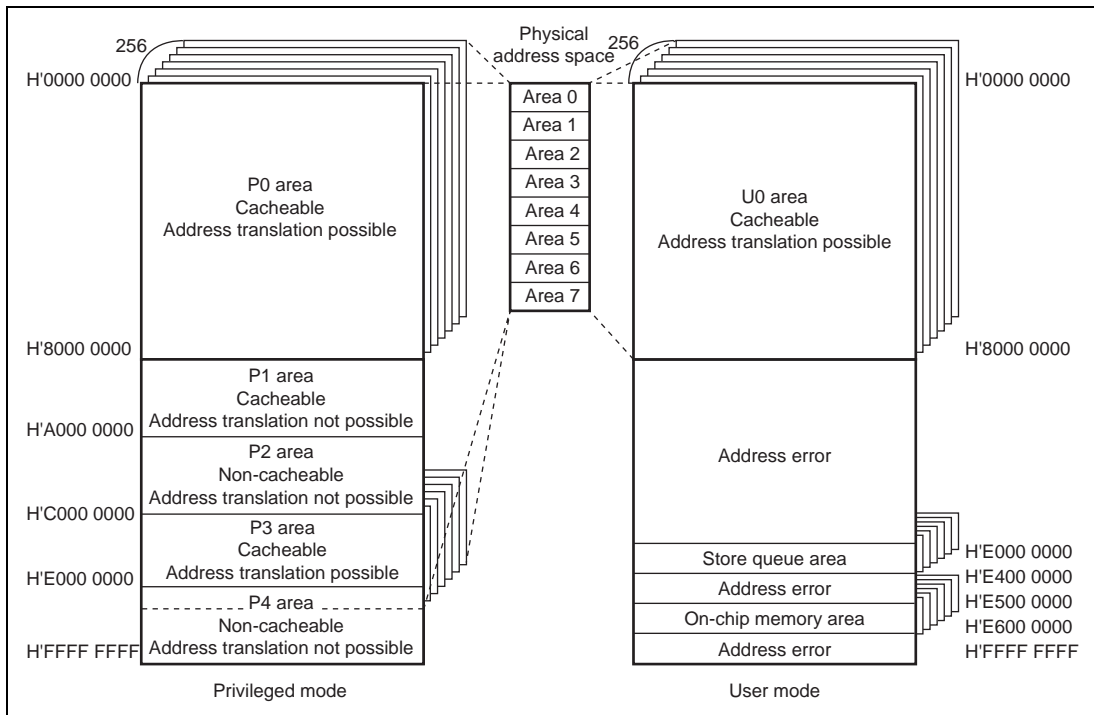 256
H'0000 0000
P0 area
Cacheable
Address translation possible
H'8000 0000
P1 area
Cacheable
Address translation not possible
H'A000 0000
P2 area
Non-cacheable
Address translation not possible
H'C000 0000
P3 area
Cacheable
Address translation possible
H'E000 0000
P4 area
Non-cacheable
Address translation not possible
H'FFFF FFFF
Privileged mode
Physical
address space
Area 0
Area 1
Area 2
Area 3
Area 4
Area 5
Area 6
Area 7
256
H'0000 0000
U0 area
Cacheable
Address translation possible
H'8000 0000
Address error
Store queue area
H'E000 0000
Address error
H'E400 0000
On-chip memory area
H'E500 0000
H'E600 0000
Address error
H'FFFF FFFF
User mode